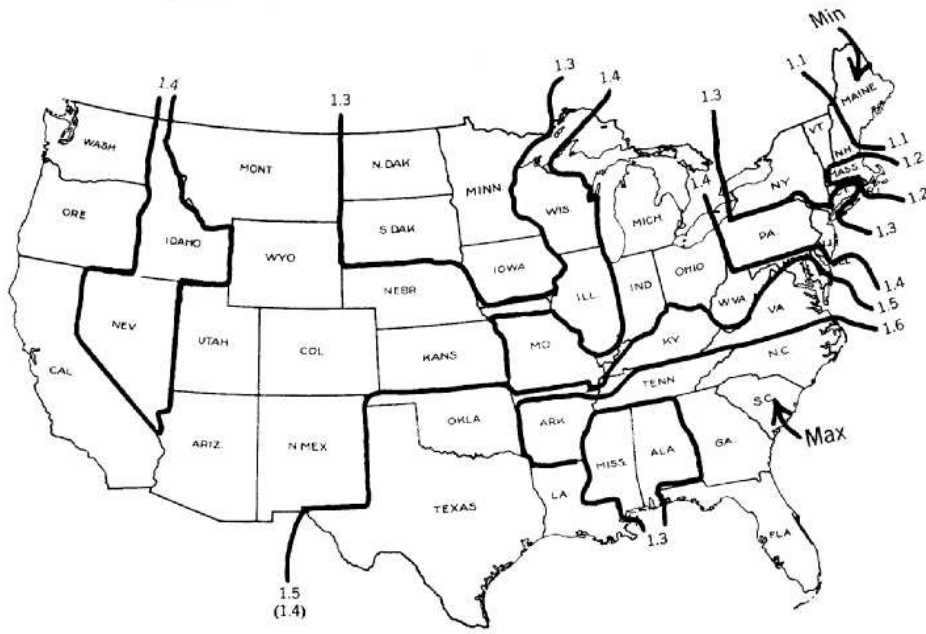 Min
1.4
1.3
1.3
1.4
1.3
1.1
MAINE
WASH
MONT
N. DAK
MINN.
VT.
N.H.
1.1
MASS.
1.2
1.2
ORE
IDAHO
WYO
S. DAK
WIS.
MICH
1.4
N.Y.
1.3
PA.
NEV
UTAH
COL
NEBR
IOWA
ILL.
IND
OHIO
W.VA
VA
N.J.
1.4
1.5
1.6
CAL
KANS
MO
KY
TENN
N.C
S.C.
Max
ARIZ.
N.MEX
OKLA
ARK
MISS.
ALA
GA.
TEXAS
LA
FLA
1.3
1.5
(1.4)